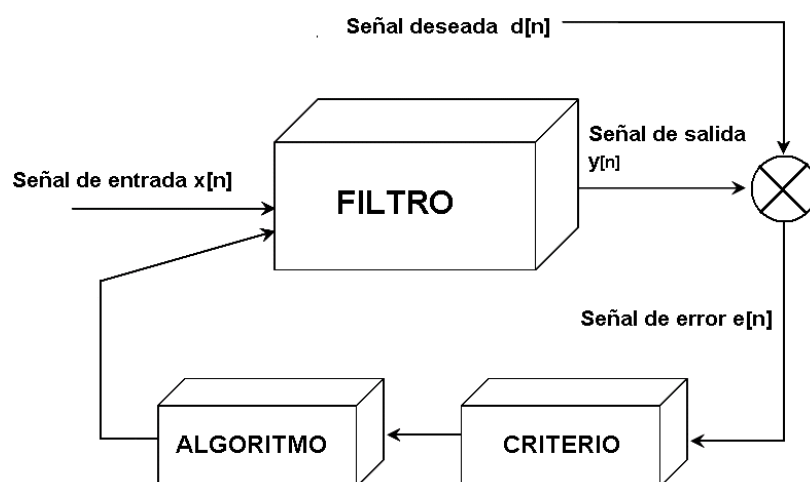 Señal deseada d[n]
Señal de salida
y[n]
Señal de entrada x[n]
FILTRO
Señal de error e[n]
ALGORITMO
CRITERIO